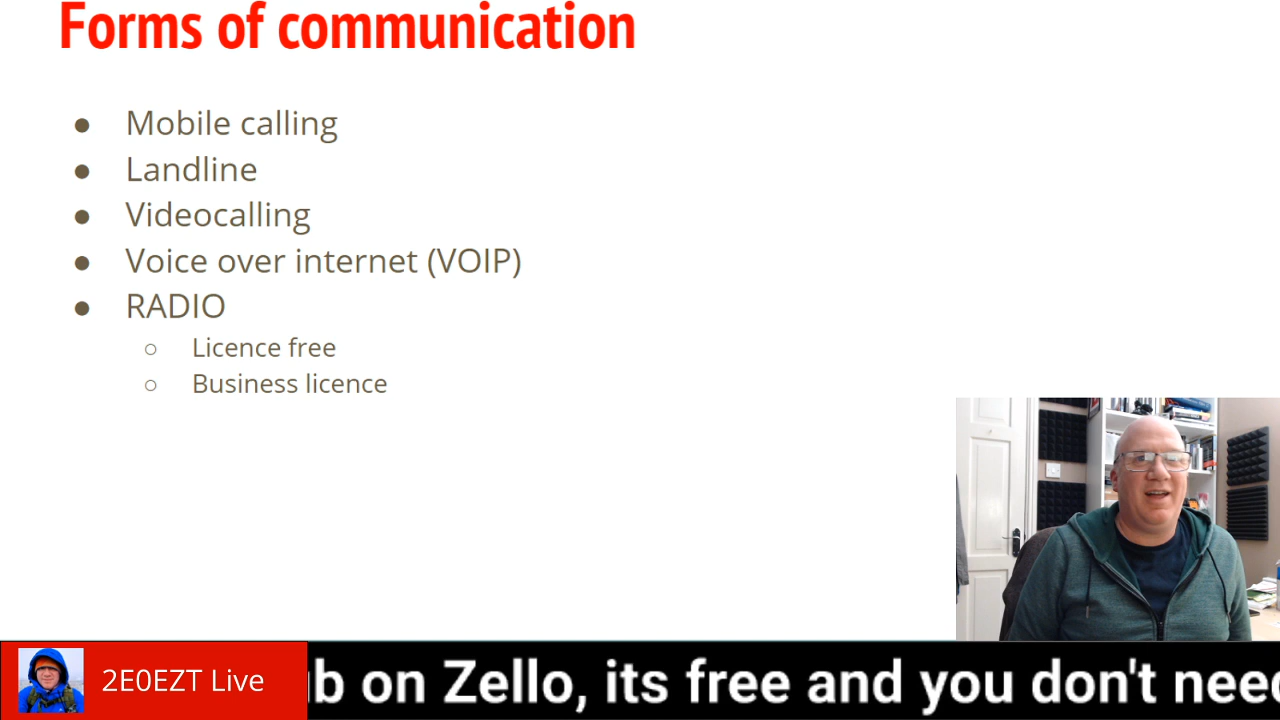 Forms of communication
● Mobile calling
● Landline
● Videocalling
● Voice over internet (VOIP)
● RADIO
○ Licence free
○ Business licence
2E0EZT Live
b on Zello, its free and you don't need